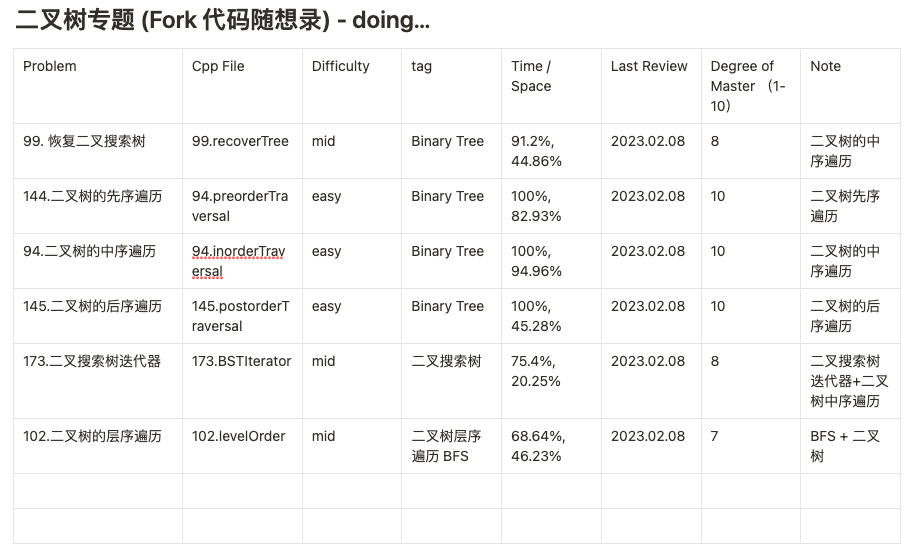 二叉树专题 (Fork 代码随想录) - doing...
Problem Cpp File Difficulty tag Time / Last Review Degree of Note
Space Master （1-
10）
99. 恢复二叉搜索树 99.recoverTree mid Binary Tree 91.2%, 2023.02.08 8 二叉树的中
44.86% 序遍历
144.二叉树的先序遍历 94.preorderTra easy Binary Tree 100%, 2023.02.08 10 二叉树先序
versal 82.93% 遍历
94.二叉树的中序遍历 94.inorderTrav easy Binary Tree 100%, 2023.02.08 10 二叉树的中
ersal 94.96% 序遍历
145.二叉树的后序遍历 145.postorderT easy Binary Tree 100%, 2023.02.08 10 二叉树的后
raversal 45.28% 序遍历
173.二叉搜索树迭代器 173.BSTIterator mid 二叉搜索树 75.4%, 2023.02.08 8 二叉搜索树
20.25% 迭代器+二叉
树中序遍历
102.二叉树的层序遍历 102.levelOrder mid 二叉树层序 68.64%, 2023.02.08 7 BFS + 二叉
遍历 BFS 46.23% 树